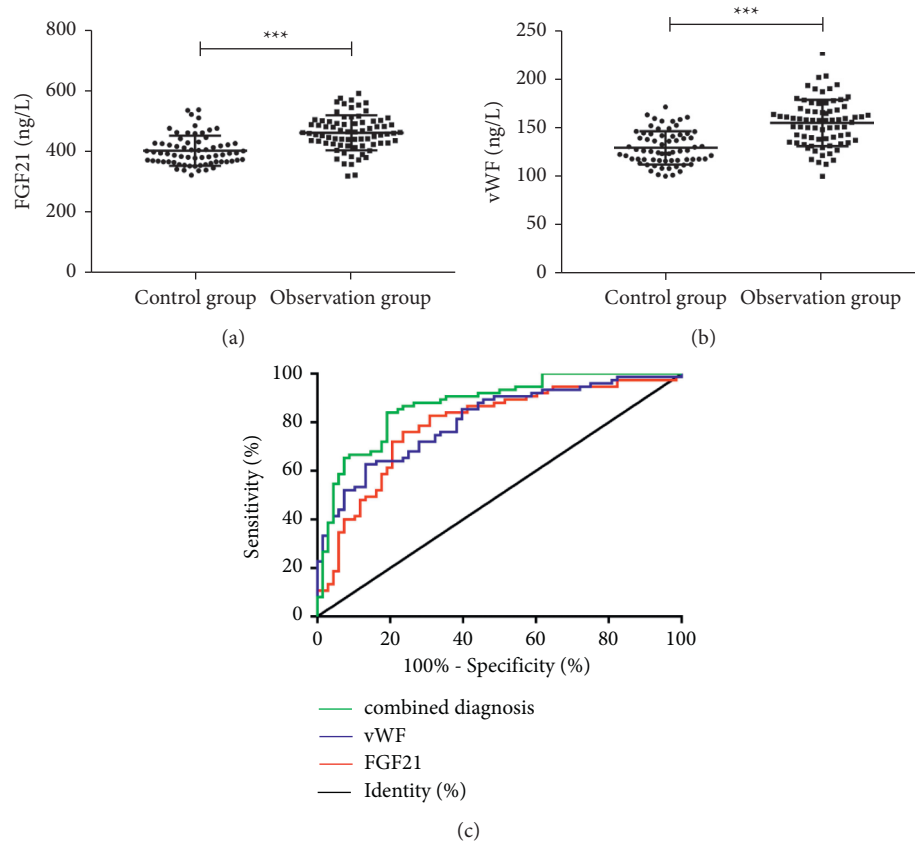 FGF21 (ng/L)
800
600
400
200
0
***
Control group
Observation group
(a)
vWF (ng/L)
250
200
150
100
50
0
***
Control group
Observation group
(b)
Sensitivity (%)
100
80
60
40
20
0
0
20
40
60
80
100
100% - Specificity (%)
combined diagnosis
vWF
FGF21
Identity (%)
(c)